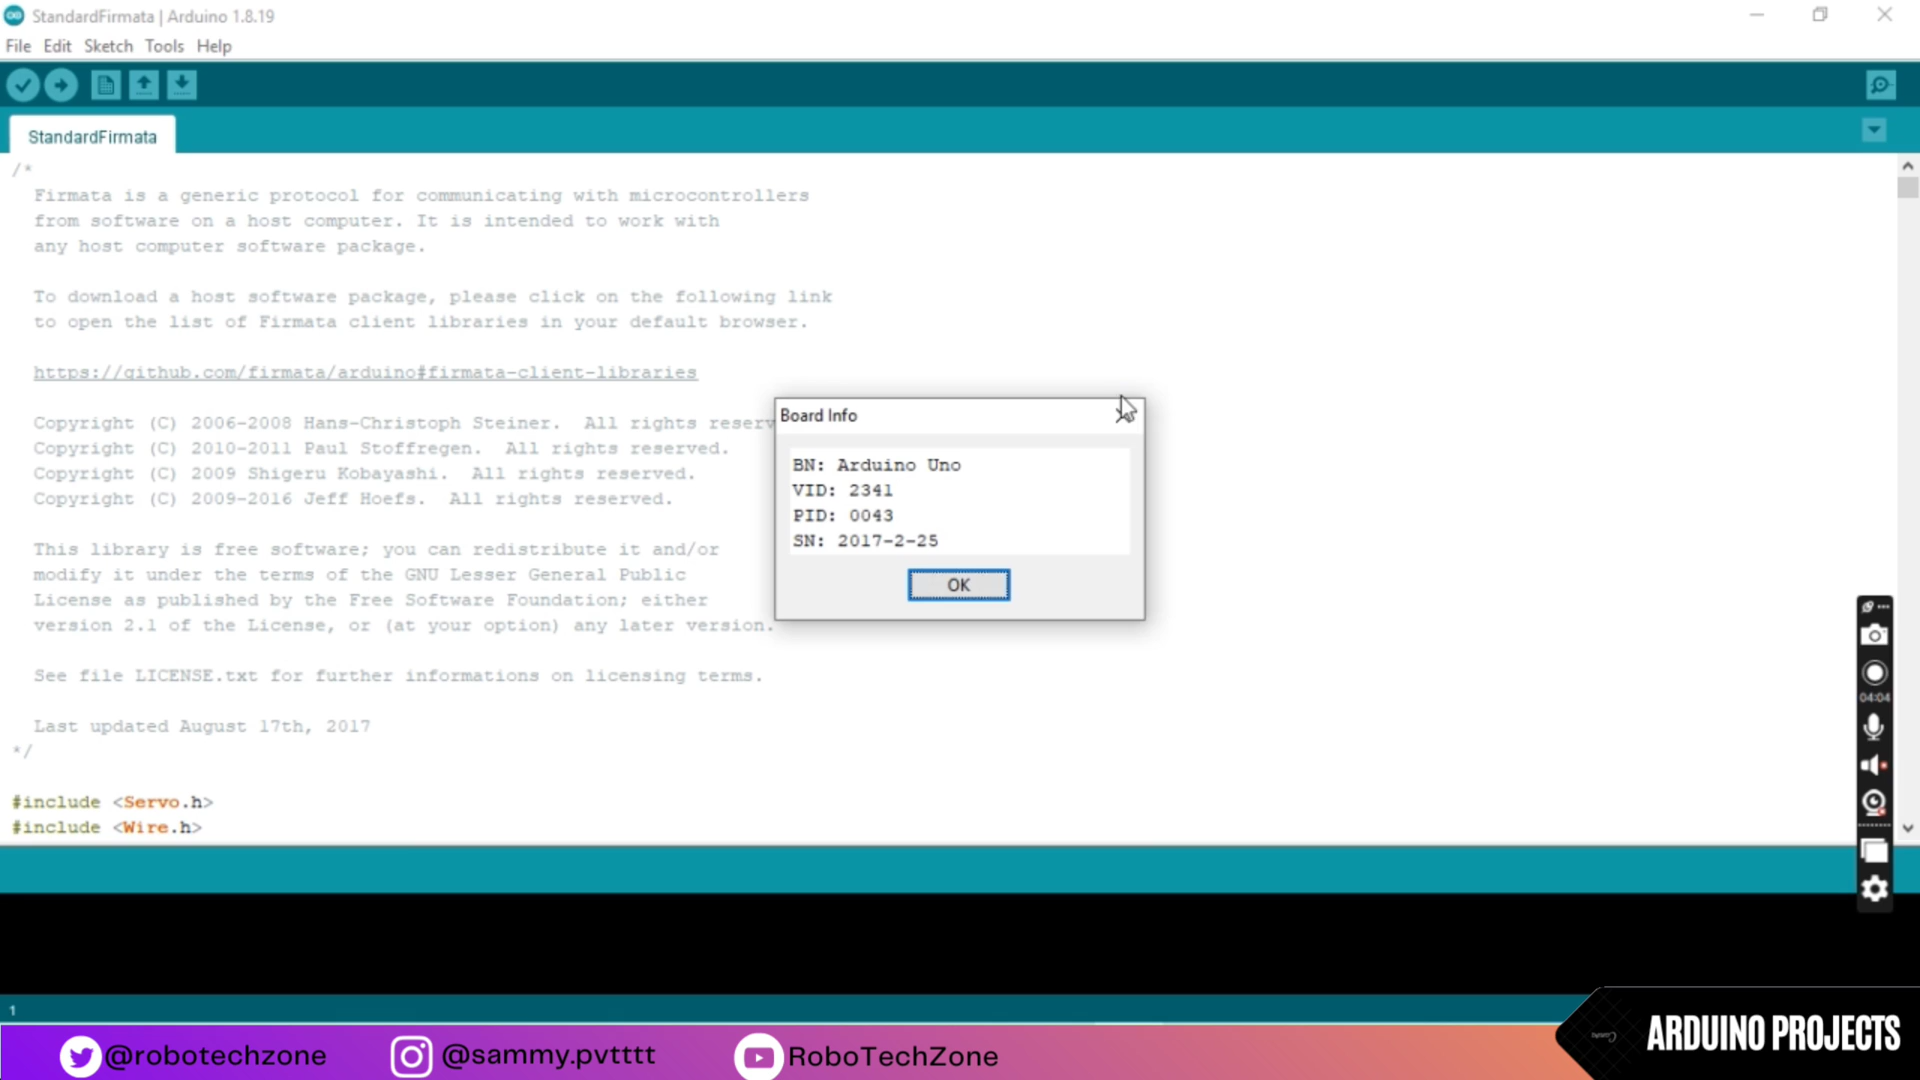 StandardFirmata | Arduino 1.8.19
File Edit Sketch Tools Help
StandardFirmata
/*
Firmata is a generic protocol for communicating with microcontrollers
from software on a host computer. It is intended to work with
any host computer software package.
To download a host software package, please click on the following link
to open the list of Firmata client libraries in your default browser.
https://github.com/firmata/arduino#firmata-client-libraries
Copyright (C) 2006-2008 Hans-Christoph Steiner.  All rights reserv
Copyright (C) 2010-2011 Paul Stoffregen.  All rights reserved.
Copyright (C) 2009 Shigeru Kobayashi.  All rights reserved.
Copyright (C) 2009-2016 Jeff Hoefs.  All rights reserved.
This library is free software; you can redistribute it and/or
modify it under the terms of the GNU Lesser General Public
License as published by the Free Software Foundation; either
version 2.1 of the License, or (at your option) any later version.
See file LICENSE.txt for further informations on licensing terms.
Last updated August 17th, 2017
*/
#include <Servo.h>
#include <Wire.h>
Board Info
BN: Arduino Uno
VID: 2341
PID: 0043
SN: 2017-2-25
OK
04:04
1
@robotechzone @sammy.pvtttt RoboTechZone
ARDUINO PROJECTS